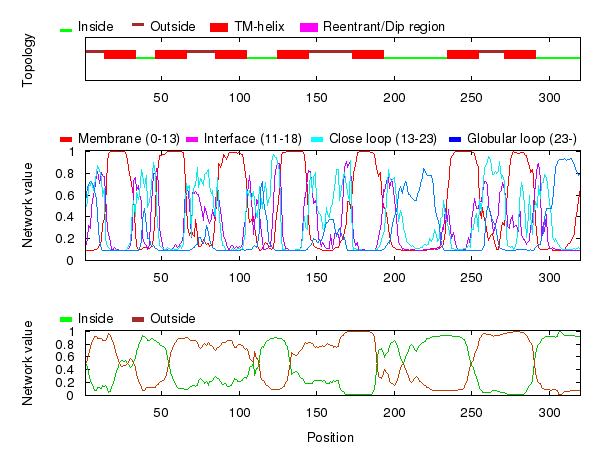 Inside Outside TM-helix Reentrant/Dip region
Topology
50 100 150 200 250 300
Membrane (0-13) Interface (11-18) Close loop (13-23) Globular loop (23-)
Network value
1
0.8
0.6
0.4
0.2
0
50 100 150 200 250 300
Inside Outside
Network value
1
0.8
0.6
0.4
0.2
0
50 100 150 200 250 300
Position